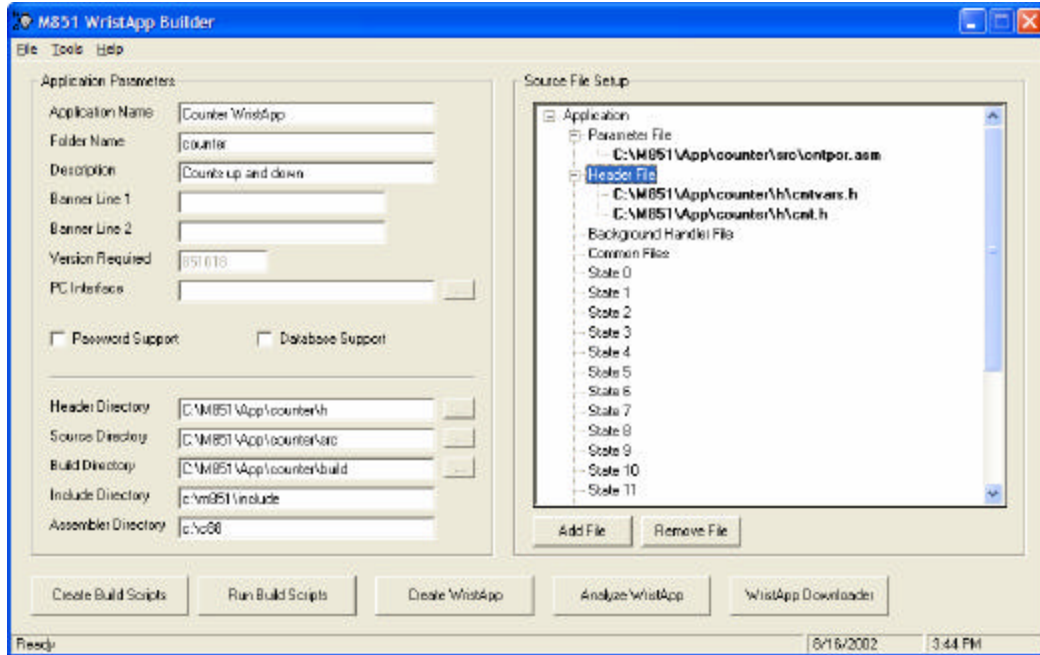 M851 WristApp Builder
File Tools Help
Application Parameters
Application Name Counter WristApp
Folder Name counter
Description Counts up and down
Banner Line 1
Banner Line 2
Version Required 851018
PC Interface ...
Password Support Database Support
Header Directory C:\M851\App\counter\h ...
Source Directory C:\M851\App\counter\src ...
Build Directory C:\M851\App\counter\build ...
Include Directory c:\m851\include
Assembler Directory c:\c88
Source File Setup
Application
Parameter File
C:\M851\App\counter\src\cntpar.asm
Header File
C:\M851\App\counter\h\cntvars.h
C:\M851\App\counter\h\cnt.h
Background Handler File
Common Files
State 0
State 1
State 2
State 3
State 4
State 5
State 6
State 7
State 8
State 9
State 10
State 11
Add File Remove File
Create Build Scripts Run Build Scripts Create WristApp Analyze WristApp WristApp Downloader
Ready 8/16/2002 3:44 PM